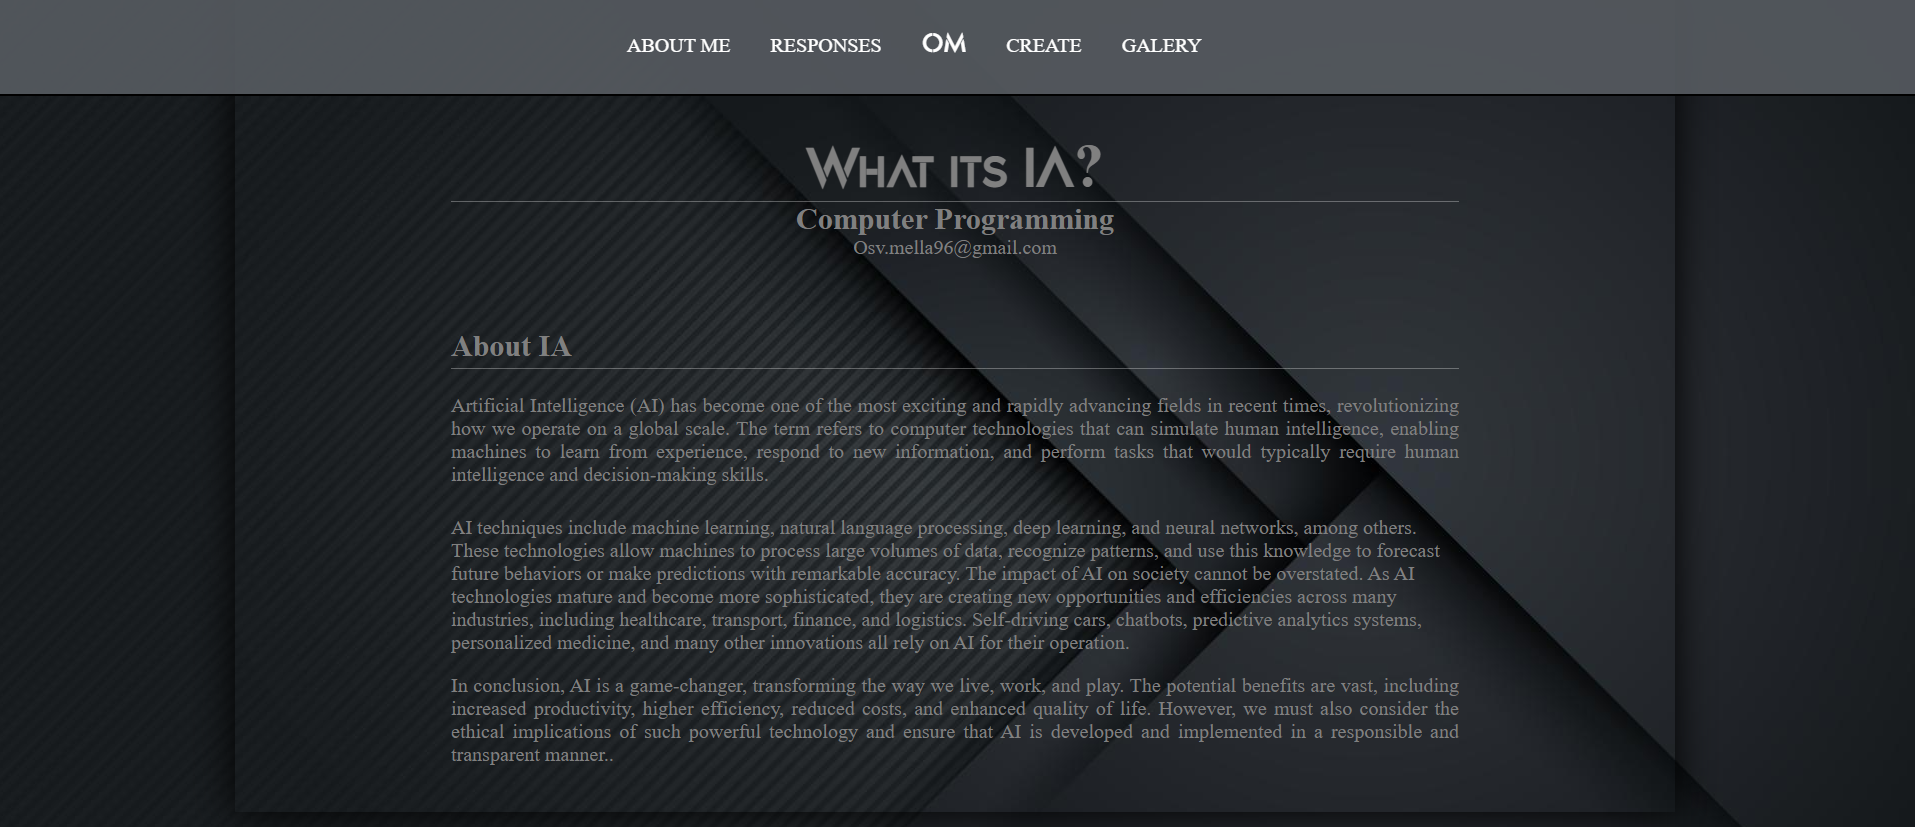 ABOUT ME RESPONSES OM CREATE GALERY
What its IA?
Computer Programming
Osv.mella96@gmail.com
About IA
Artificial Intelligence (AI) has become one of the most exciting and rapidly advancing fields in recent times, revolutionizing
how we operate on a global scale. The term refers to computer technologies that can simulate human intelligence, enabling
machines to learn from experience, respond to new information, and perform tasks that would typically require human
intelligence and decision-making skills.
AI techniques include machine learning, natural language processing, deep learning, and neural networks, among others.
These technologies allow machines to process large volumes of data, recognize patterns, and use this knowledge to forecast
future behaviors or make predictions with remarkable accuracy. The impact of AI on society cannot be overstated. As AI
technologies mature and become more sophisticated, they are creating new opportunities and efficiencies across many
industries, including healthcare, transport, finance, and logistics. Self-driving cars, chatbots, predictive analytics systems,
personalized medicine, and many other innovations all rely on AI for their operation.
In conclusion, AI is a game-changer, transforming the way we live, work, and play. The potential benefits are vast, including
increased productivity, higher efficiency, reduced costs, and enhanced quality of life. However, we must also consider the
ethical implications of such powerful technology and ensure that AI is developed and implemented in a responsible and
transparent manner..